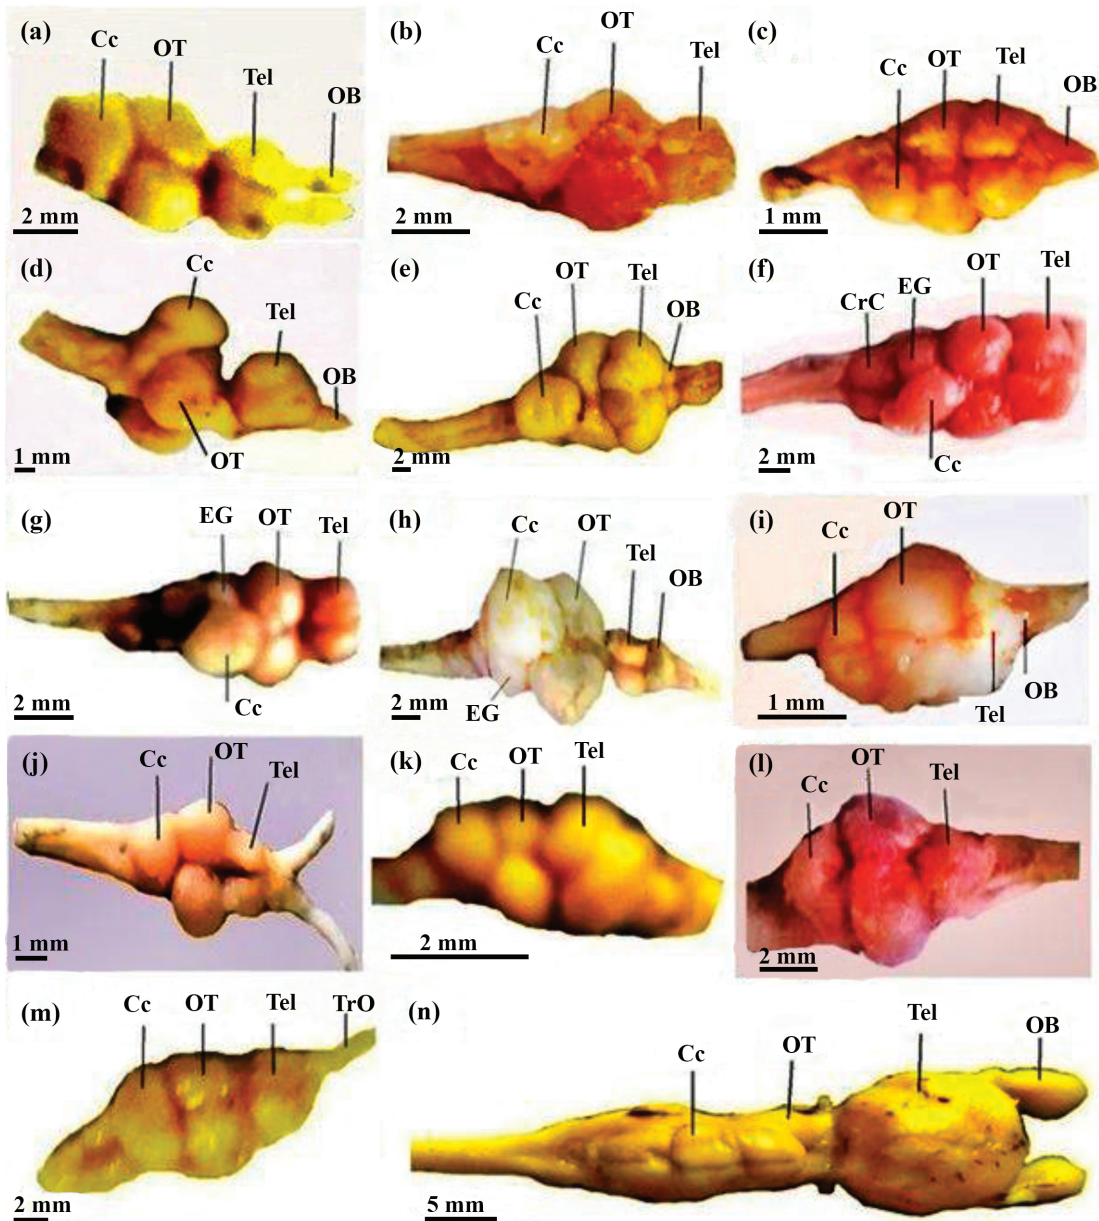 (a)
Cc
OT
Tel
OB
2 mm
(b)
Cc
OT
Tel
2 mm
(c)
Cc
OT
Tel
OB
1 mm
(d)
Cc
Tel
OB
OT
1 mm
(e)
Cc
OT
Tel
OB
2 mm
(f)
CrC
EG
OT
Tel
Cc
2 mm
(g)
EG
OT
Tel
Cc
2 mm
(h)
Cc
OT
Tel
OB
EG
2 mm
(i)
Cc
OT
OB
Tel
1 mm
(j)
Cc
OT
Tel
1 mm
(k)
Cc
OT
Tel
2 mm
(l)
Cc
OT
Tel
2 mm
(m)
Cc
OT
Tel
TrO
2 mm
(n)
Cc
OT
Tel
OB
5 mm